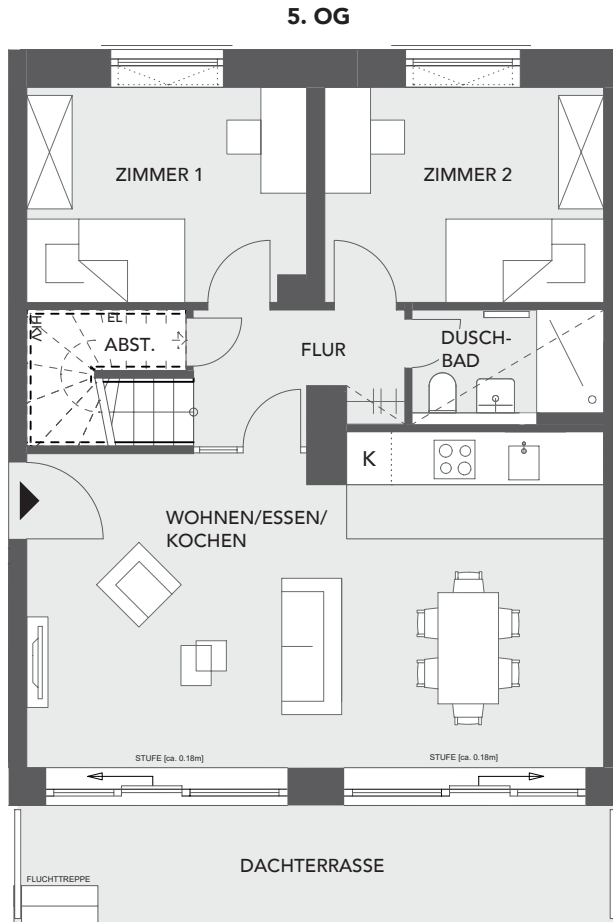 5. OG
ZIMMER 1
ZIMMER 2
HKV
EL
ABST.
FLUR
DUSCH-
BAD
K
WOHNEN/ESSEN/
KOCHEN
STUFE [ca. 0.18m]
STUFE [ca. 0.18m]
DACHTERRASSE
FLUCHTTREPPE